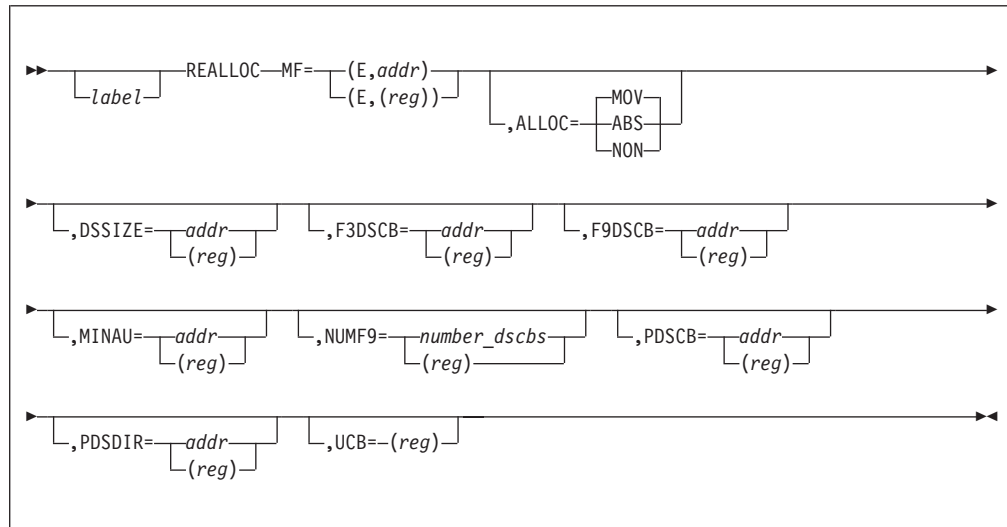 REALLOC MF= (E,addr)
label (E,(reg)) MOV
,ALLOC= ABS
NON
,DSSIZE= addr ,F3DSCB= addr ,F9DSCB= addr
(reg) (reg) (reg)
,MINAU= addr ,NUMF9= number_dscbs ,PDSCB= addr
(reg) (reg) (reg)
,PDSDIR= addr ,UCB= (reg)
(reg)